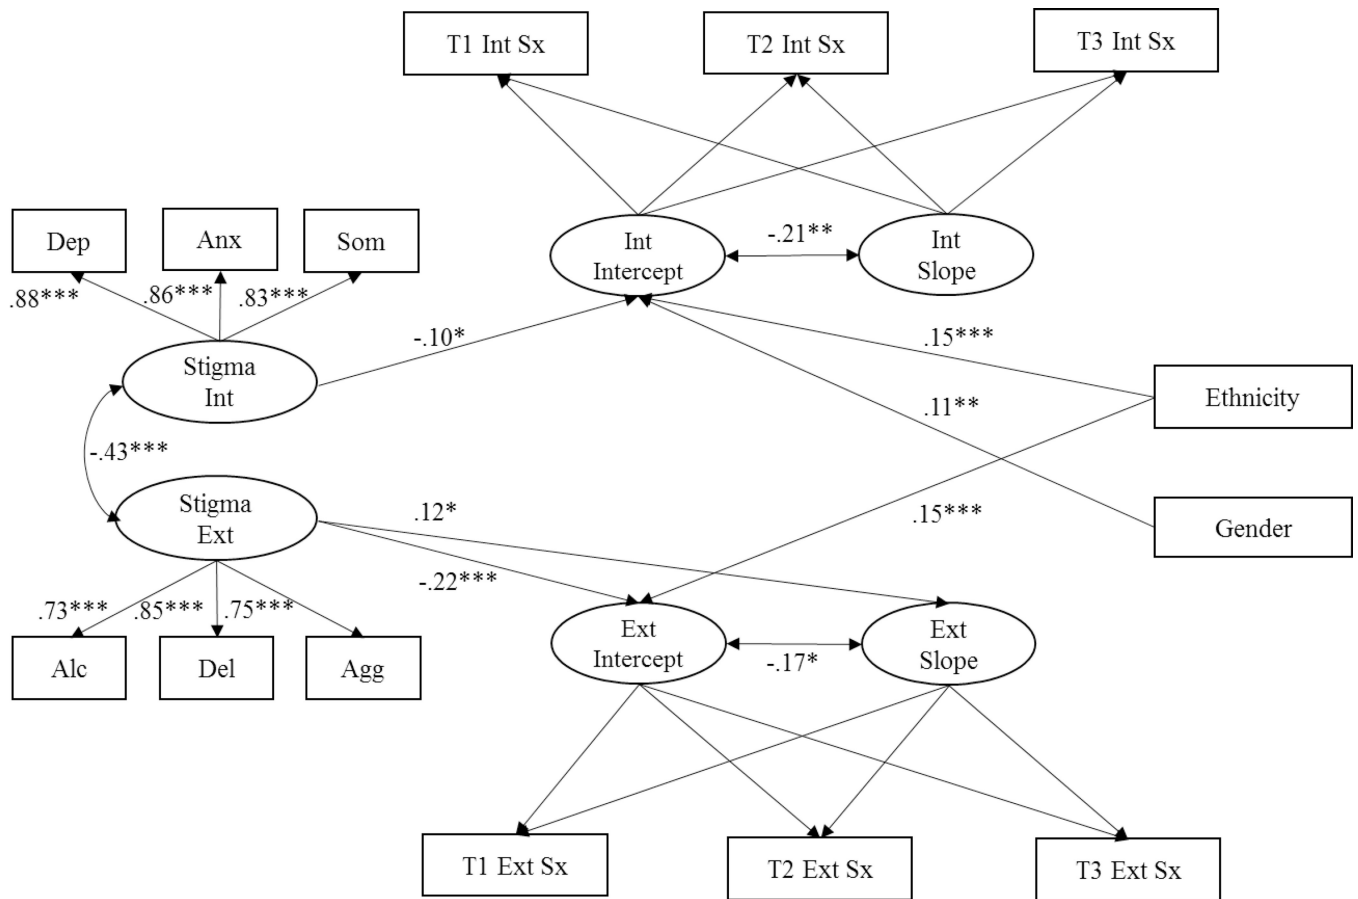 T1 Int Sx
T2 Int Sx
T3 Int Sx
Dep
Anx
Som
Int
Intercept
-.21**
Int
Slope
.88***
.86***
.83***
-.10*
.15***
Stigma
Int
Ethnicity
.11**
-.43***
Stigma
Ext
.12*
.15***
Gender
-.22***
.73***
.85***
.75***
Ext
Intercept
-.17*
Ext
Slope
Alc
Del
Agg
T1 Ext Sx
T2 Ext Sx
T3 Ext Sx